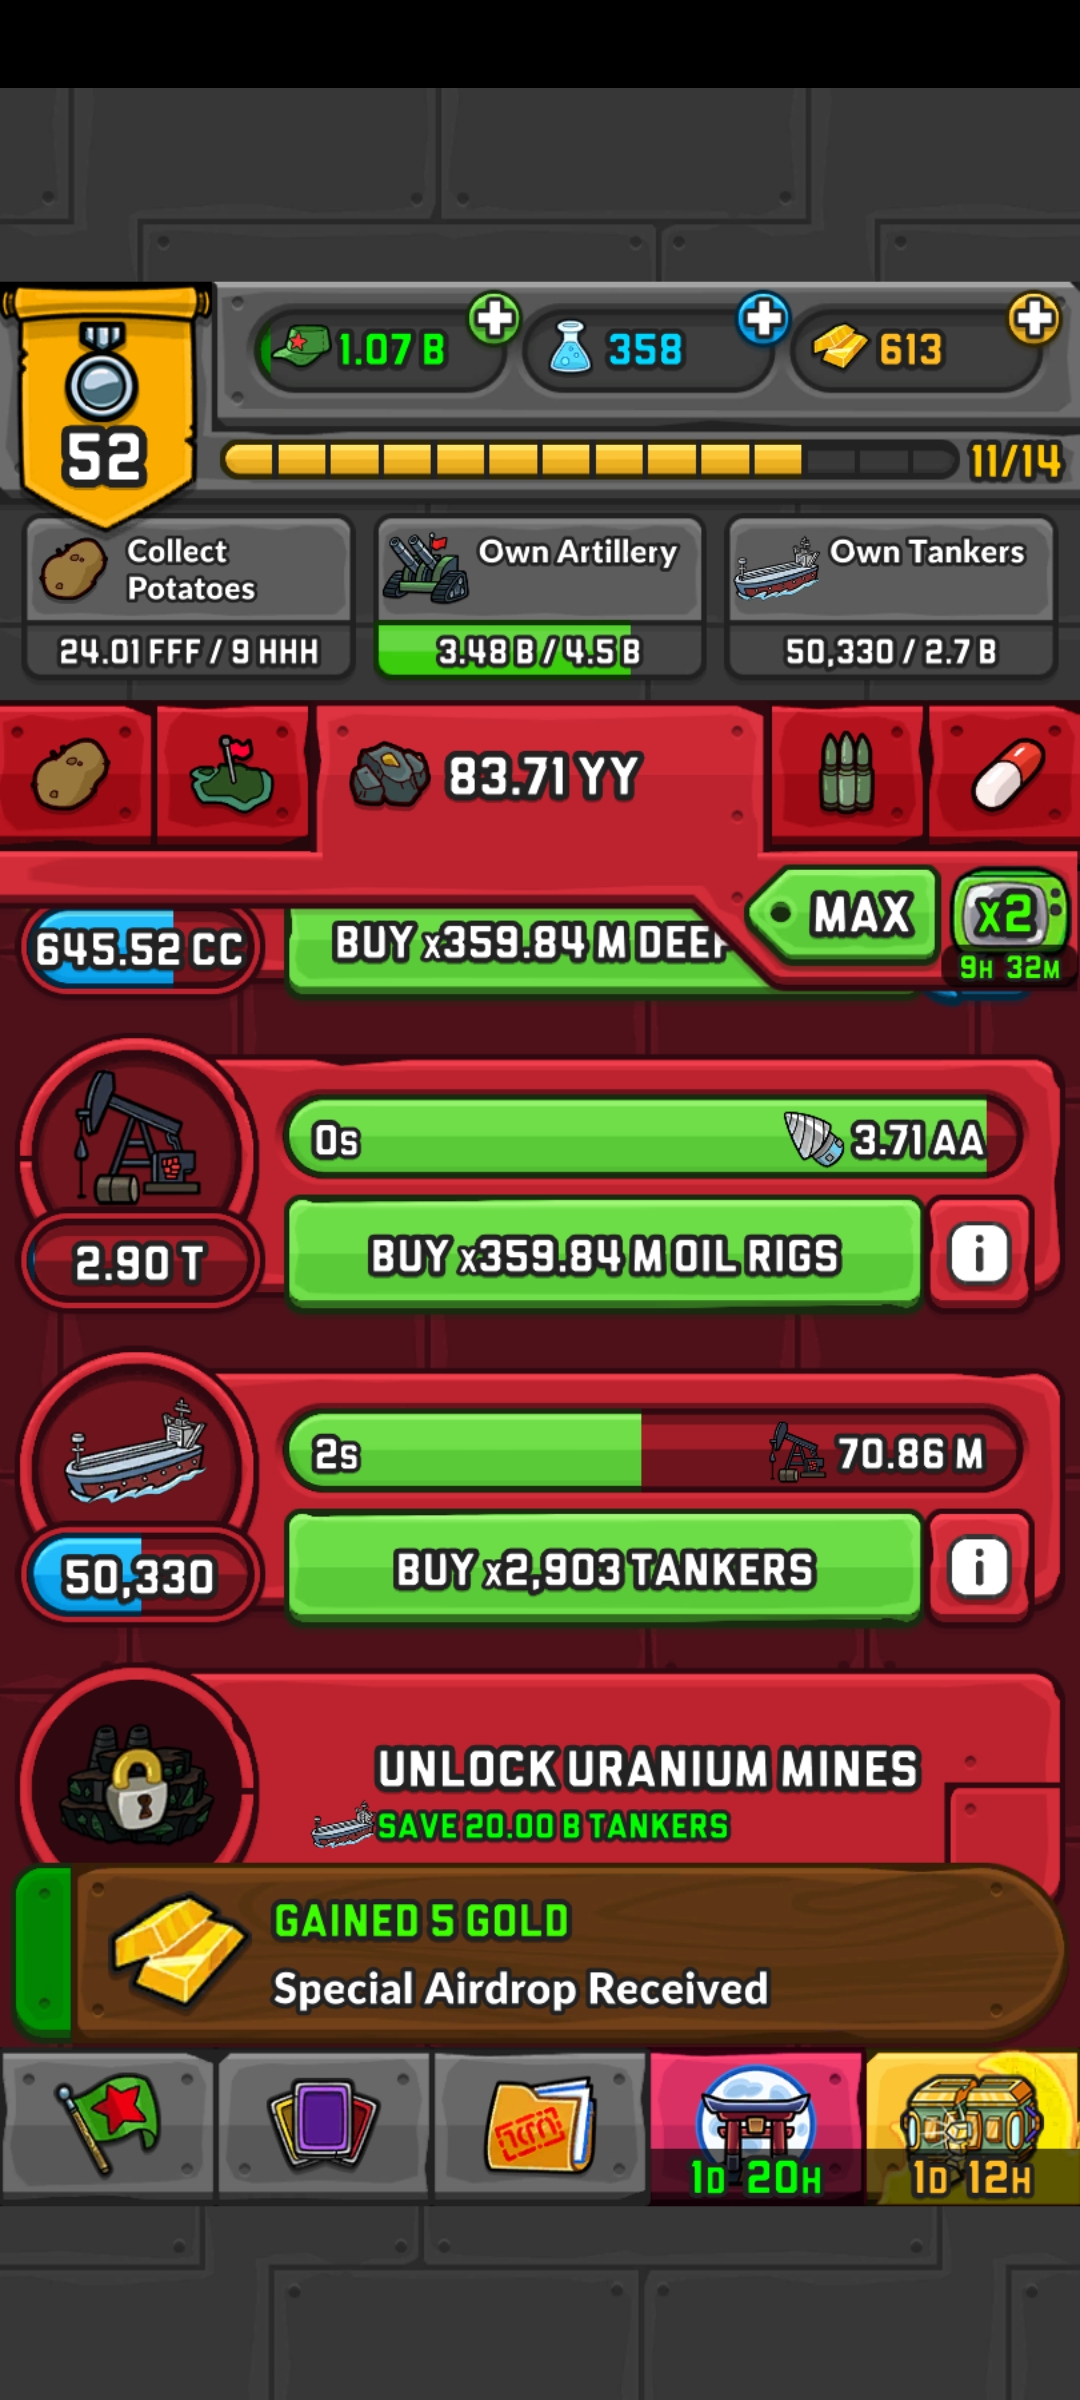 1.07 B
358
613
52
11/14
Collect
Potatoes
Own Artillery
Own Tankers
24.01 FFF / 9 HHH
3.48 B / 4.5 B
50,330 / 2.7 B
83.71 YY
MAX
x2
9H 32M
645.52 CC
BUY x359.84 M
0s
3.71 AA
2.90 T
BUY x359.84 M OIL RIGS
i
2s
70.86 M
50,330
BUY x2,903 TANKERS
i
UNLOCK URANIUM MINES
SAVE 20.00 B TANKERS
GAINED 5 GOLD
Special Airdrop Received
1D 20H
1D 12H